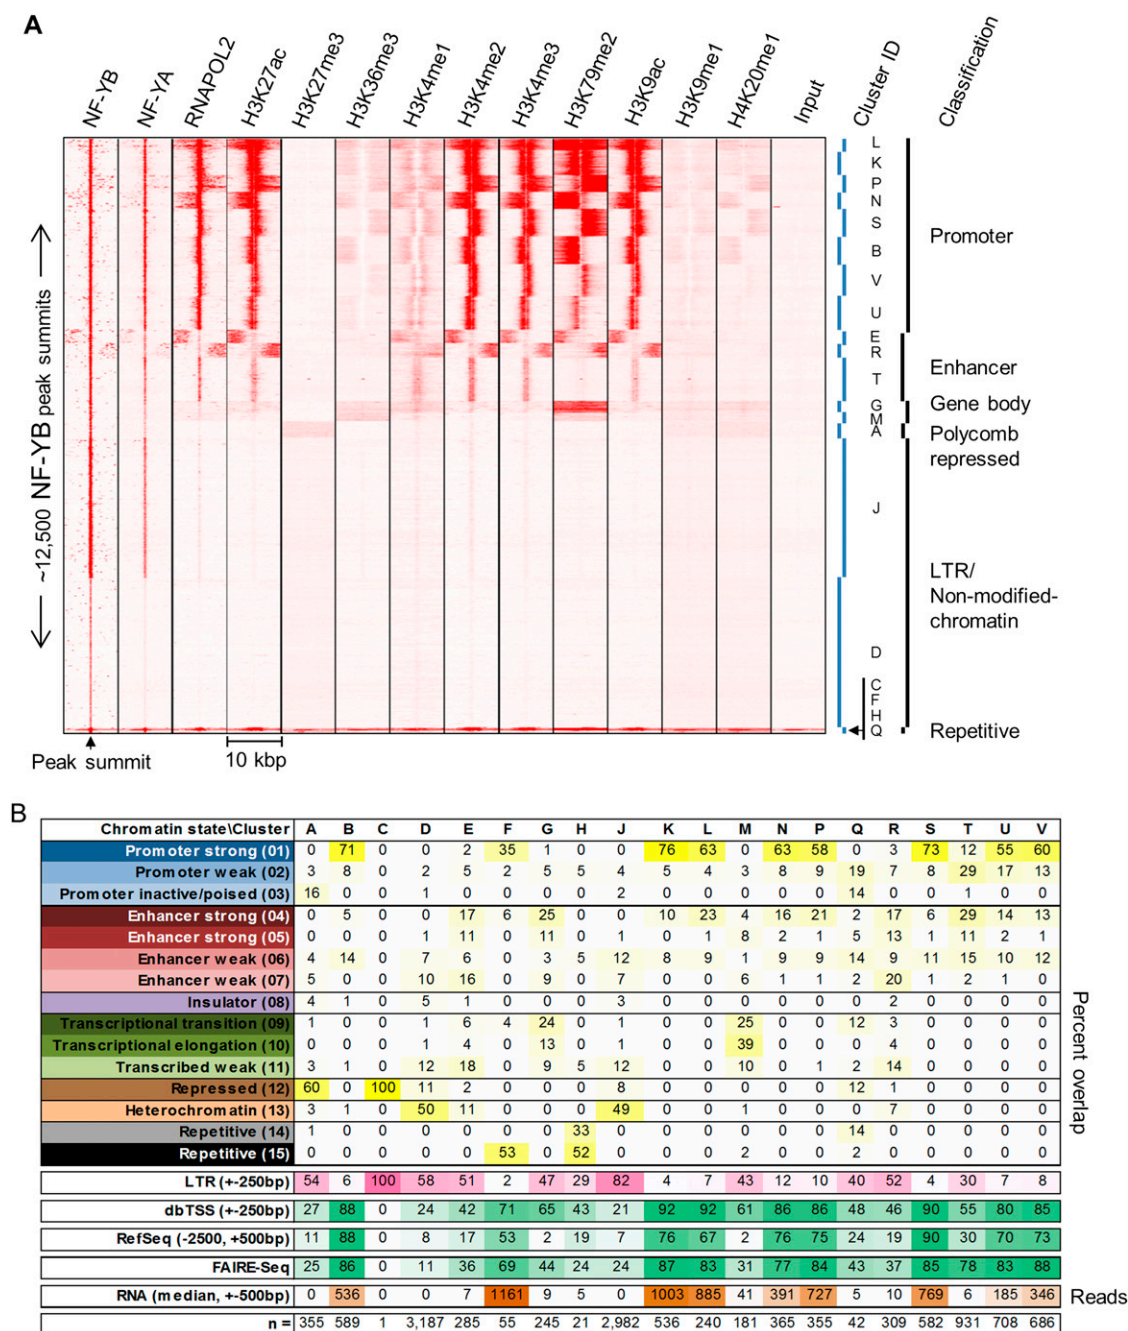 A
NF-YB NF-YA RNAPOL2 H3K27ac H3K27me3 H3K36me3 H3K4me1 H3K4me2 H3K4me3 H3K79me2 H3K9ac H3K9me1 H4K20me1 Input Cluster ID Classification
~12,500 NF-YB peak summits
L
K
P
N
S
B
V
U
Promoter
E
R
T
Enhancer
G
M
Gene body
A
Polycomb
repressed
J
LTR/
Non-modified-
chromatin
D
C
F
H
Q
Repetitive
Peak summit
10 kbp
B
Chromatin state\Cluster A B C D E F G H J K L M N P Q R S T U V
Promoter strong (01) 0 71 0 0 2 35 1 0 0 76 63 0 63 58 0 3 73 12 55 60
Promoter weak (02) 3 8 0 2 5 2 5 5 4 5 4 3 8 9 19 7 8 29 17 13
Promoter inactive/poised (03) 16 0 0 1 0 0 0 0 2 0 0 0 0 0 14 0 0 1 0 0
Enhancer strong (04) 0 5 0 0 17 6 25 0 0 10 23 4 16 21 2 17 6 29 14 13
Enhancer strong (05) 0 0 0 1 11 0 11 0 1 0 1 8 2 1 5 13 1 11 2 1
Enhancer weak (06) 4 14 0 7 6 0 3 5 12 8 9 1 9 9 14 9 11 15 10 12
Enhancer weak (07) 5 0 0 10 16 0 9 0 7 0 0 6 1 1 2 20 1 2 1 0
Insulator (08) 4 1 0 5 1 0 0 0 3 0 0 0 0 0 0 2 0 0 0 0
Transcriptional transition (09) 1 0 0 1 6 4 24 0 1 0 0 25 0 0 12 3 0 0 0 0
Transcriptional elongation (10) 0 0 0 1 4 0 13 0 1 0 0 39 0 0 0 4 0 0 0 0
Transcribed weak (11) 3 1 0 12 18 0 9 5 12 0 0 10 0 1 2 14 0 0 0 0
Repressed (12) 60 0 100 11 2 0 0 0 8 0 0 0 0 0 12 1 0 0 0 0
Heterochromatin (13) 3 1 0 50 11 0 0 0 49 0 0 1 0 0 0 7 0 0 0 0
Repetitive (14) 1 0 0 0 0 0 0 33 0 0 0 0 0 0 14 0 0 0 0 0
Repetitive (15) 0 0 0 0 0 53 0 52 0 0 0 2 0 0 2 0 0 0 0 0
Percent overlap
LTR (+-250bp) 54 6 100 58 51 2 47 29 82 4 7 43 12 10 40 52 4 30 7 8
dbTSS (+-250bp) 27 88 0 24 42 71 65 43 21 92 92 61 86 86 48 46 90 55 80 85
RefSeq (-2500, +500bp) 11 88 0 8 17 53 2 19 7 76 67 2 76 75 24 19 90 30 70 73
FAIRE-Seq 25 86 0 11 36 69 44 24 24 87 83 31 77 84 43 37 85 78 83 88
RNA (median, +-500bp) 0 536 0 0 7 1161 9 5 0 1003 885 41 391 727 5 10 769 6 185 346 Reads
n = 355 589 1 3,187 285 55 245 21 2,982 536 240 181 365 355 42 309 582 931 708 686